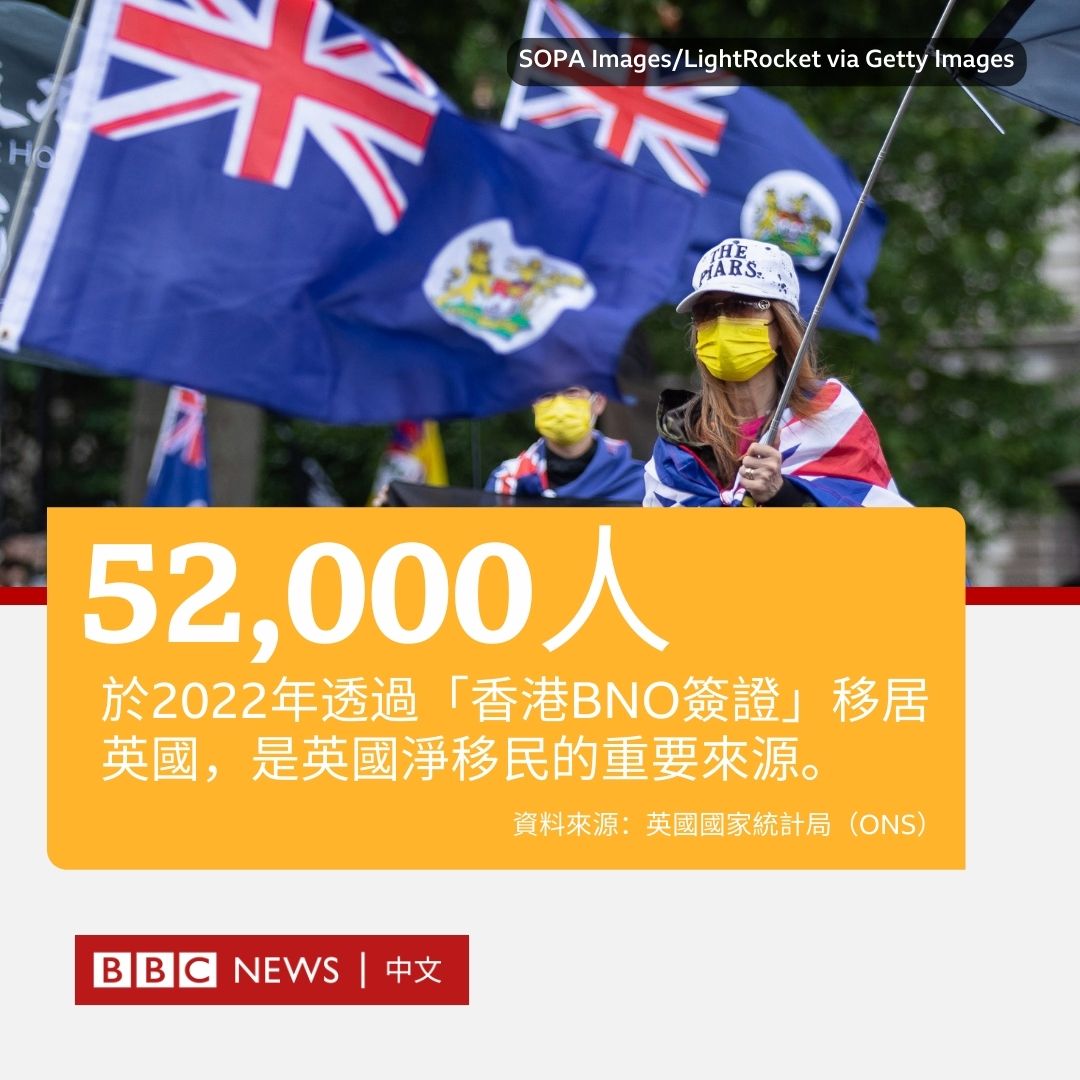 SOPA Images/LightRocket via Getty Images
THE
52,000人
於2022年透過「香港BNO簽證」移居
英國，是英國淨移民的重要來源。
資料來源：英國國家統計局（ONS）
BBC NEWS | 中文